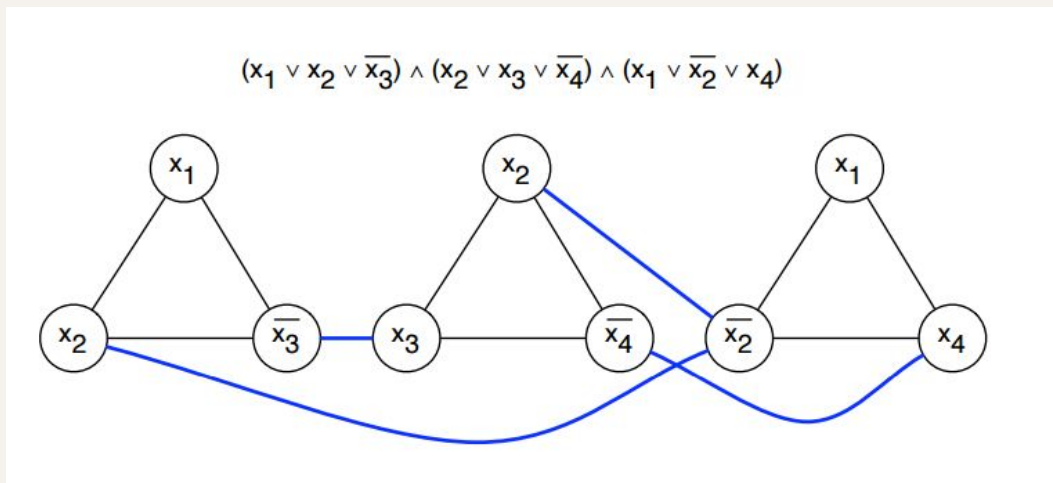 (x₁ ∨ x₂ ∨ x̅₃) ∧ (x₂ ∨ x₃ ∨ x̅₄) ∧ (x₁ ∨ x̅₂ ∨ x₄)
x₁ x₂ x₁
x₂ x̅₃ x₃ x̅₄ x̅₂ x₄